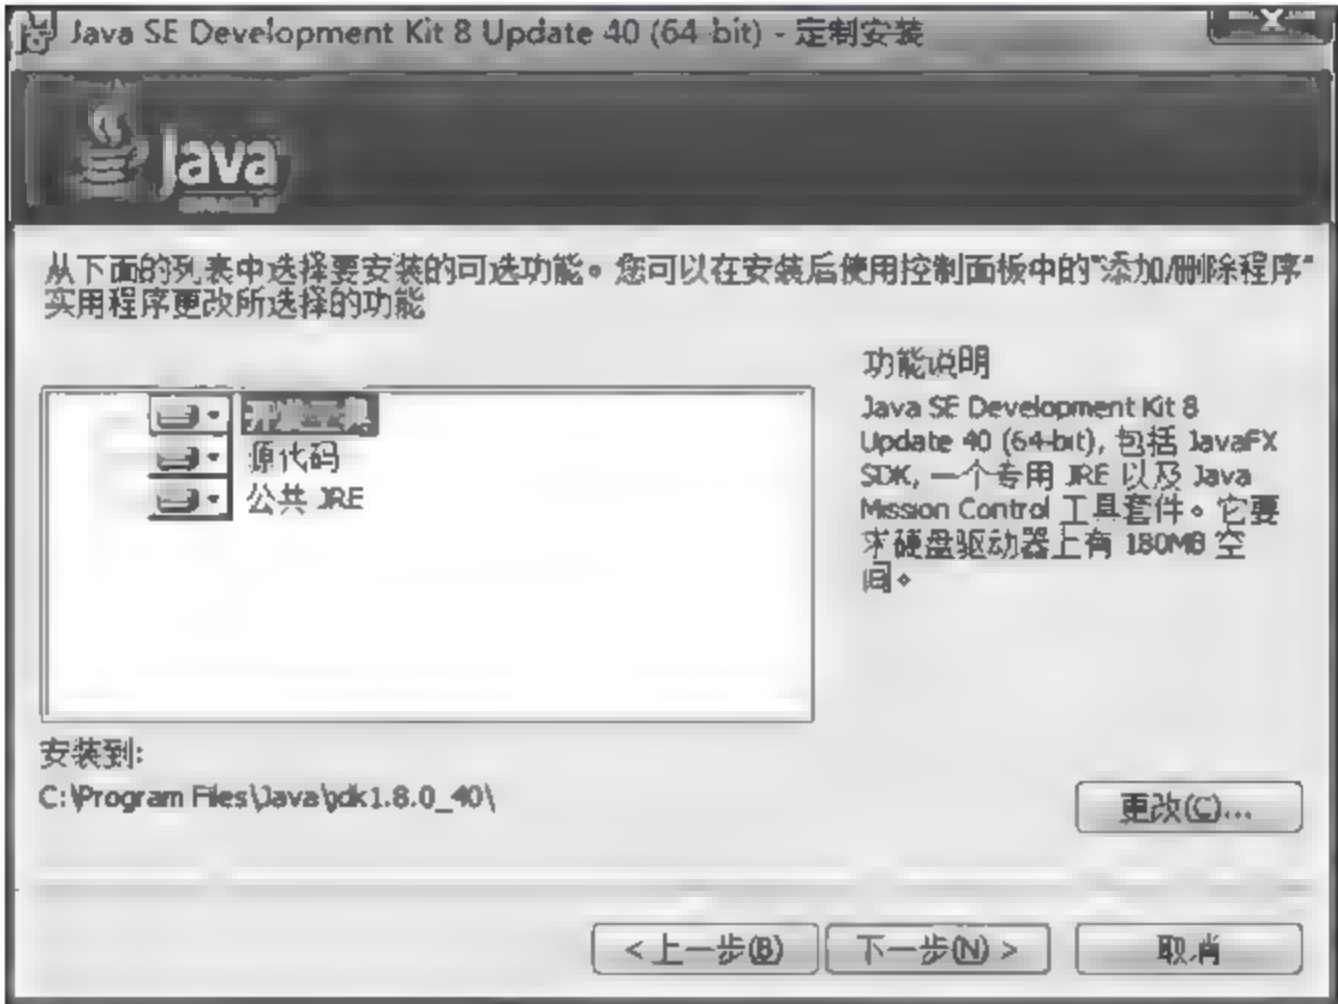 Java SE Development Kit 8 Update 40 (64-bit) - 定制安装
Java
从下面的列表中选择要安装的可选功能。您可以在安装后使用控制面板中的"添加/删除程序"
实用程序更改所选择的功能
开发工具
原代码
公共 JRE
功能说明
Java SE Development Kit 8
Update 40 (64-bit), 包括 JavaFX
SDK, 一个专用 JRE 以及 Java
Mission Control 工具套件。它要
求硬盘驱动器上有 180MB 空
间。
安装到:
C:\Program Files\Java\jdk1.8.0_40\
更改(C)...
< 上一步(B)
下一步(N) >
取消